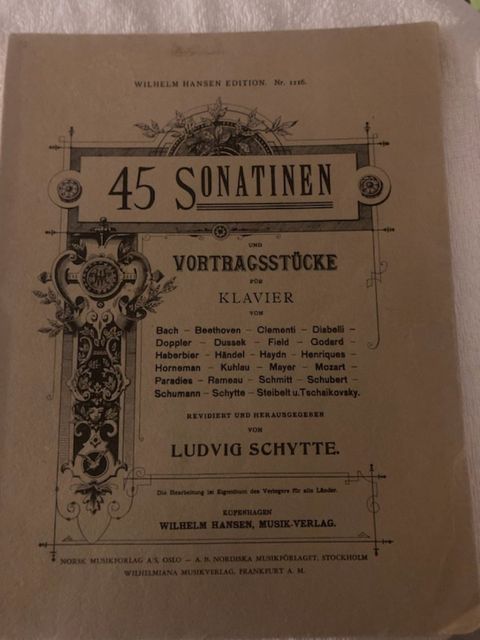 WILHELM HANSEN EDITION. Nr. 1116.
45 SONATINEN
UND
VORTRAGSSTÜCKE
FÜR
KLAVIER
VON
Bach – Beethoven – Clementi – Diabelli –
Doppler – Dussek – Field – Godard –
Haberbier – Händel – Haydn – Henriques –
Horneman – Kuhlau – Mayer – Mozart –
Paradies – Rameau – Schmitt – Schubert –
Schumann – Schytte – Steibelt u. Tschaikovsky.
REVIDIERT UND HERAUSGEGEBEN
VON
LUDVIG SCHYTTE.
Die Bearbeitung ist Eigentum des Verlegers für alle Länder.
KOPENHAGEN
WILHELM HANSEN, MUSIK-VERLAG.
NORSK MUSIKFORLAG A/S, OSLO – A. B. NORDISKA MUSIKFÖRLAGET, STOCKHOLM
WILHELMIANA MUSIKVERLAG, FRANKFURT A. M.